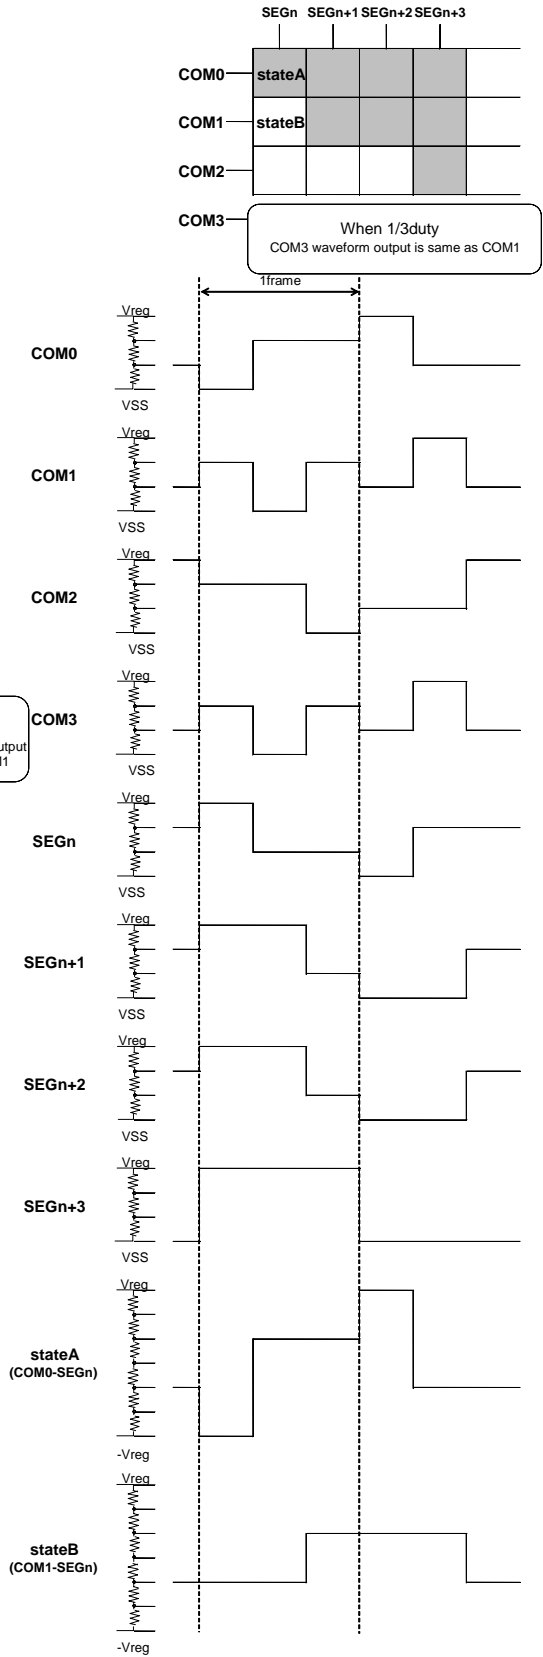 SEGn SEGn+1 SEGn+2 SEGn+3
COM0 stateA
COM1 stateB
COM2
COM3
When 1/3duty
COM3 waveform output is same as COM1
1frame
Vreg
COM0
VSS
Vreg
COM1
VSS
Vreg
COM2
VSS
Vreg
COM3
utput
VSS
Vreg
SEGn
VSS
Vreg
SEGn+1
VSS
Vreg
SEGn+2
VSS
Vreg
SEGn+3
VSS
Vreg
stateA
(COM0-SEGn)
-Vreg
Vreg
stateB
(COM1-SEGn)
-Vreg